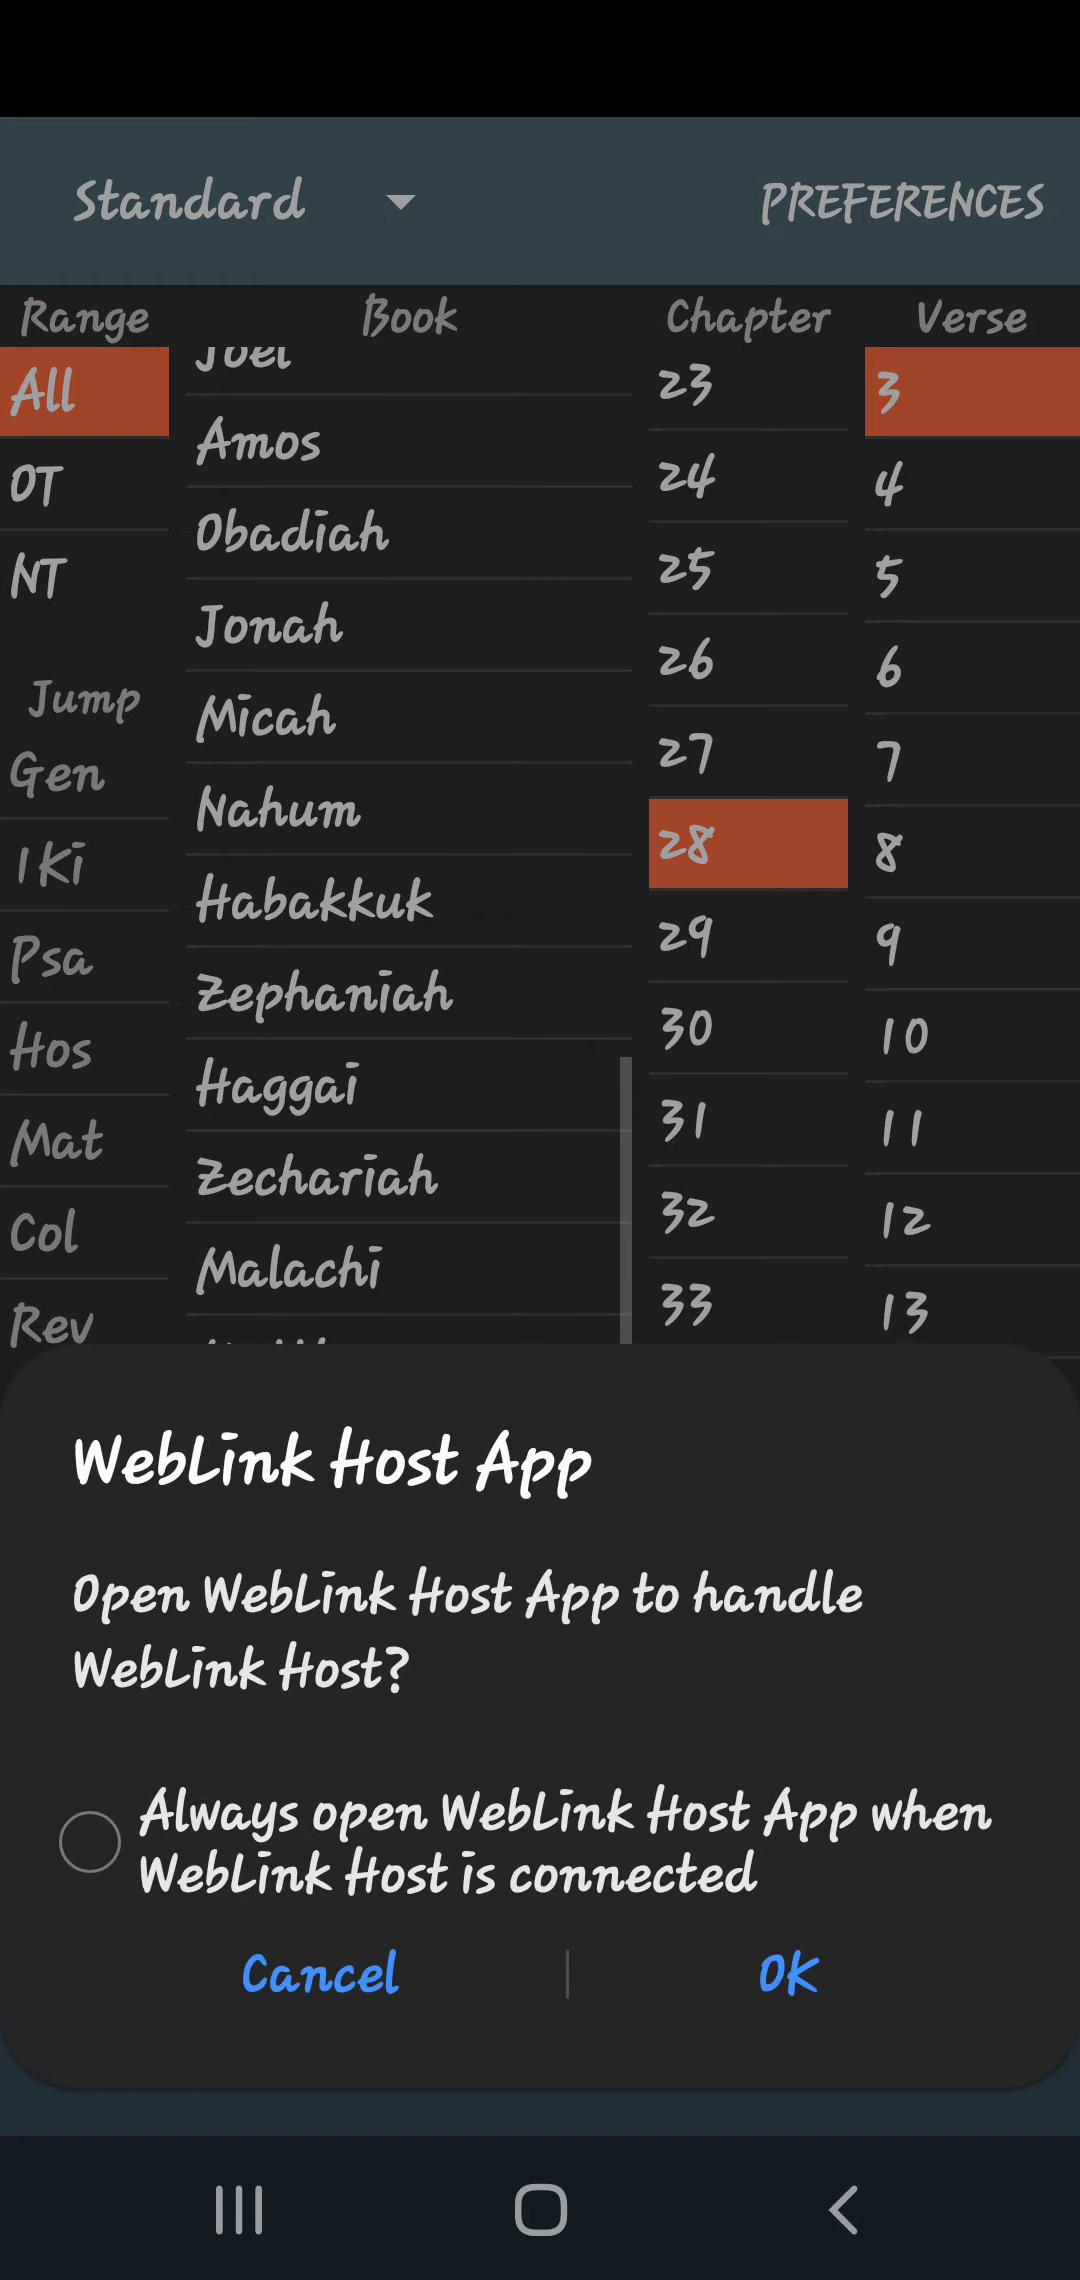 Standard
PREFERENCES
Range
Book
Chapter
Verse
All
OT
NT
Jump
Gen
1 Ki
Psa
Hos
Mat
Col
Rev
Joel
Amos
Obadiah
Jonah
Micah
Nahum
Habakkuk
Zephaniah
Haggai
Zechariah
Malachi
23
24
25
26
27
28
29
30
31
32
33
3
4
5
6
7
8
9
10
11
12
13
WebLink Host App
Open WebLink Host App to handle
WebLink Host?
Always open WebLink Host App when
WebLink Host is connected
Cancel
OK